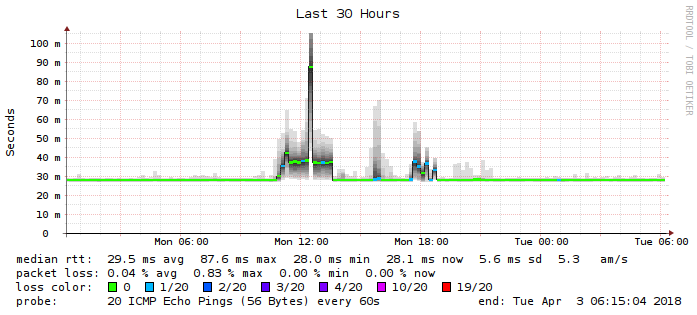 Last 30 Hours
RRDTOOL / TOBI OETIKER
Seconds
100 m
90 m
80 m
70 m
60 m
50 m
40 m
30 m
20 m
10 m
0
Mon 06:00 Mon 12:00 Mon 18:00 Tue 00:00 Tue 06:00
median rtt: 29.5 ms avg 87.6 ms max 28.0 ms min 28.1 ms now 5.6 ms sd 5.3 am/s
packet loss: 0.04 % avg 0.83 % max 0.00 % min 0.00 % now
loss color: 0 1/20 2/20 3/20 4/20 10/20 19/20
probe: 20 ICMP Echo Pings (56 Bytes) every 60s end: Tue Apr 3 06:15:04 2018